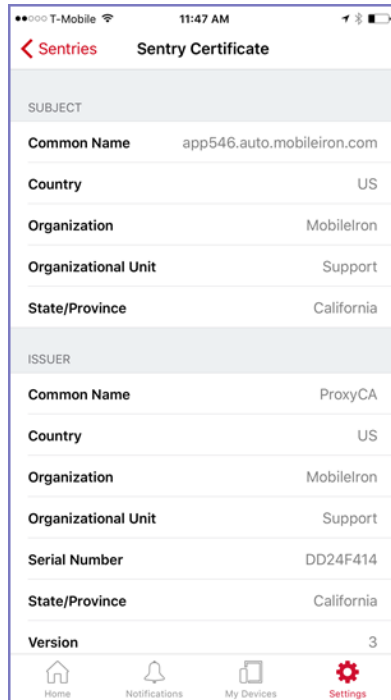 T-Mobile 11:47 AM
Sentries Sentry Certificate
SUBJECT
Common Name app546.auto.mobileiron.com
Country US
Organization MobileIron
Organizational Unit Support
State/Province California
ISSUER
Common Name ProxyCA
Country US
Organization MobileIron
Organizational Unit Support
Serial Number DD24F414
State/Province California
Version 3
Home Notifications My Devices Settings